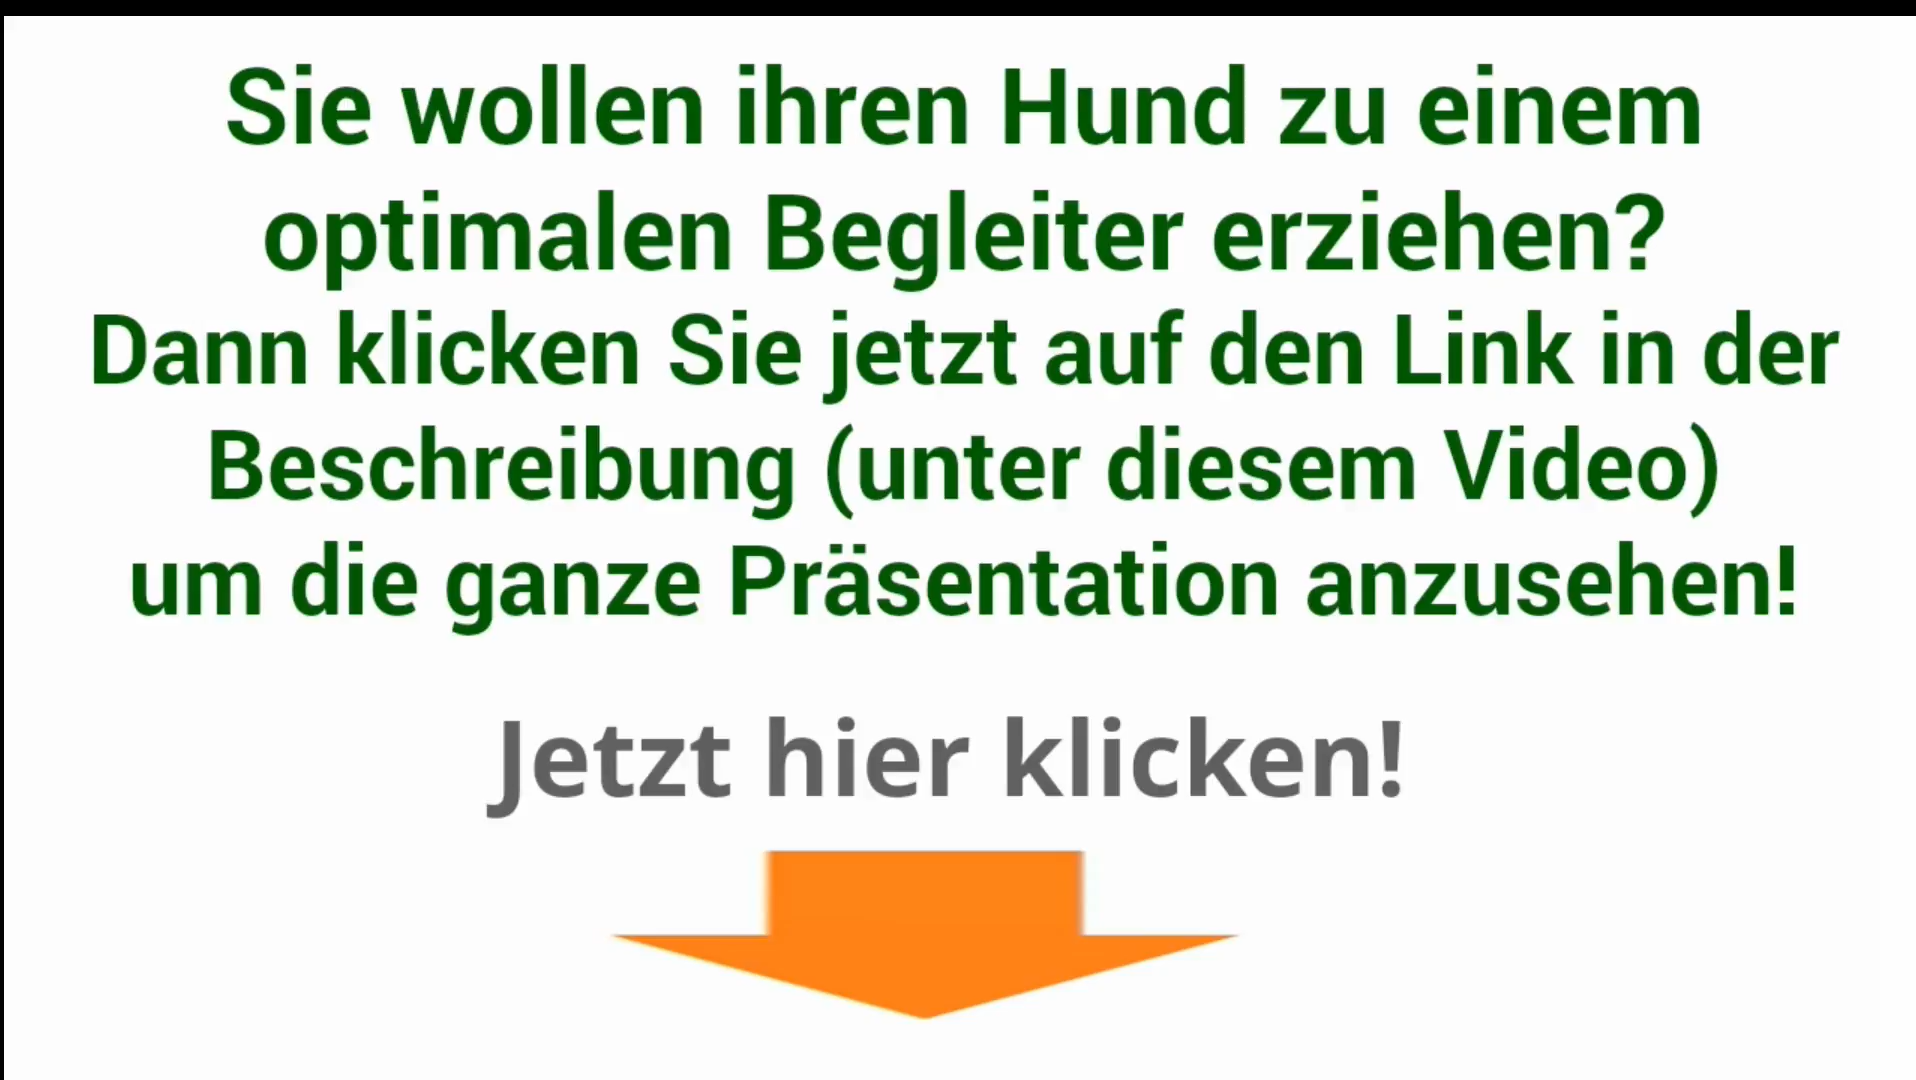 Sie wollen ihren Hund zu einem
optimalen Begleiter erziehen?
Dann klicken Sie jetzt auf den Link in der
Beschreibung (unter diesem Video)
um die ganze Präsentation anzusehen!
Jetzt hier klicken!